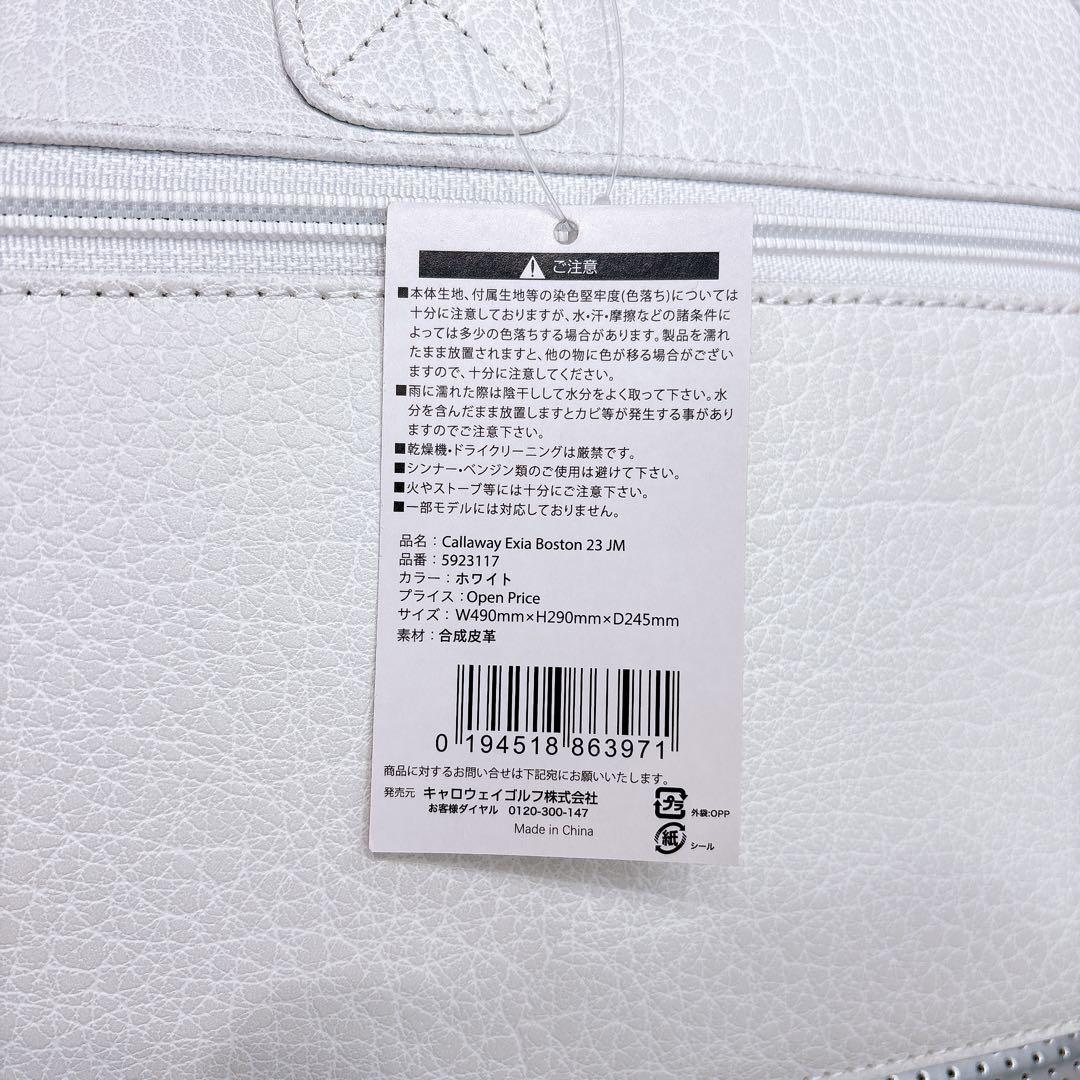 ご注意
■本体生地、付属生地等の染色堅牢度(色落ち)については
十分に注意しておりますが、水・汗・摩擦などの諸条件に
よっては多少の色落ちする場合があります。製品を濡れ
たまま放置されますと、他の物に色が移る場合がござい
ますので、十分に注意してください。
■雨に濡れた際は陰干しして水分をよく取って下さい。水
分を含んだまま放置しますとカビ等が発生する事があり
ますのでご注意下さい。
■乾燥機・ドライクリーニングは厳禁です。
■シンナー・ベンジン類のご使用は避けて下さい。
■火やストーブ等には十分にご注意下さい。
■一部モデルには対応しておりません。
品名：Callaway Exia Boston 23 JM
品番：5923117
カラー：ホワイト
プライス：Open Price
サイズ：W490mm×H290mm×D245mm
素材：合成皮革
0 194518 863971
商品に対するお問い合せは下記宛にお願いいたします。
発売元 キャロウェイゴルフ株式会社
お客様ダイヤル 0120-300-147
Made in China
プラ 外袋:OPP
紙 シール